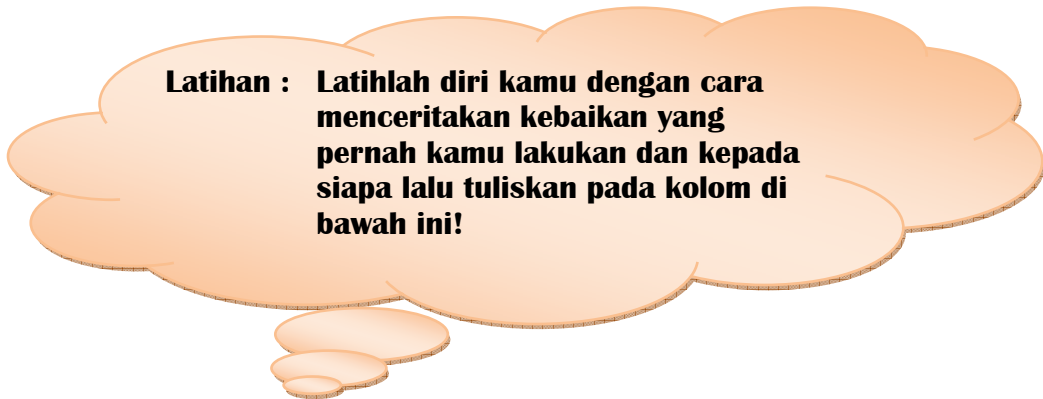 Latihan : Latihlah diri kamu dengan cara
menceritakan kebaikan yang
pernah kamu lakukan dan kepada
siapa lalu tuliskan pada kolom di
bawah ini!